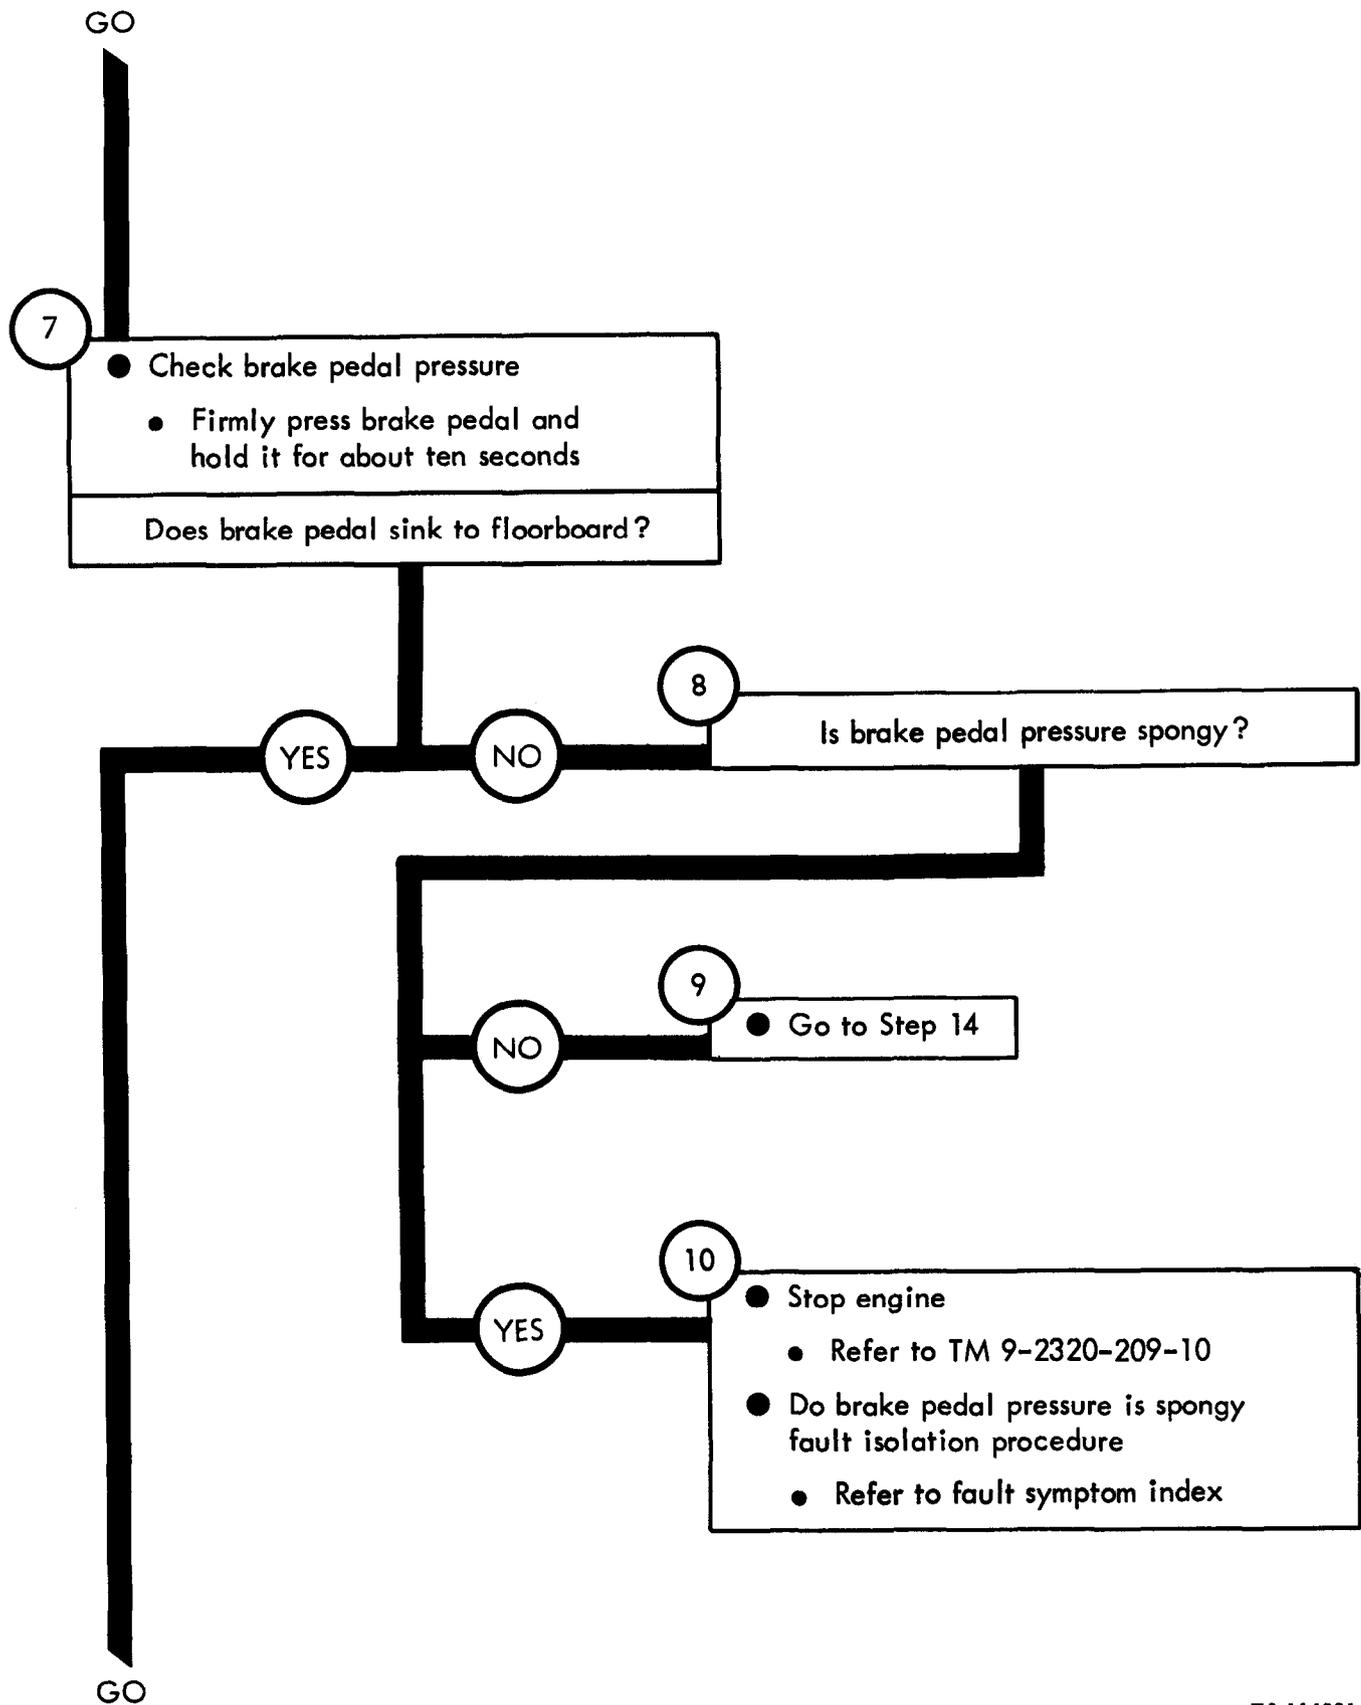 GO
7
● Check brake pedal pressure
● Firmly press brake pedal and
hold it for about ten seconds
Does brake pedal sink to floorboard?
8
Is brake pedal pressure spongy?
YES
NO
9
● Go to Step 14
NO
10
● Stop engine
● Refer to TM 9-2320-209-10
● Do brake pedal pressure is spongy
fault isolation procedure
● Refer to fault symptom index
YES
GO